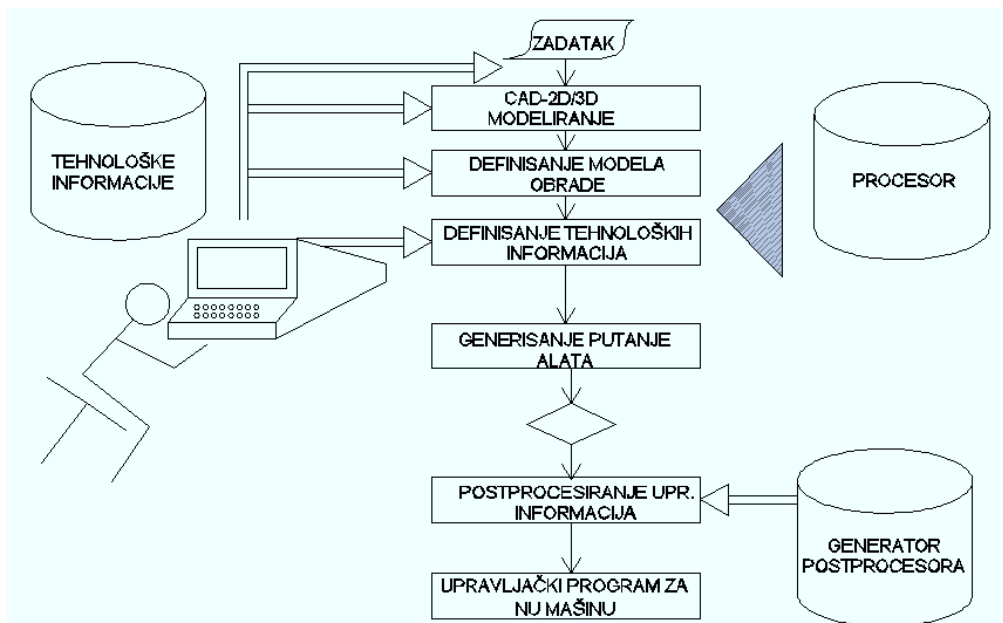 ZADATAK
CAD-2D/3D
MODELIRANJE
DEFINISANJE MODELA
OBRADE
DEFINISANJE TEHNOLOŠKIH
INFORMACIJA
GENERISANJE PUTANJE
ALATA
POSTPROCESIRANJE UPR.
INFORMACIJA
UPRAVLJAČKI PROGRAM ZA
NU MAŠINU
TEHNOLOŠKE
INFORMACIJE
PROCESOR
GENERATOR
POSTPROCESORA